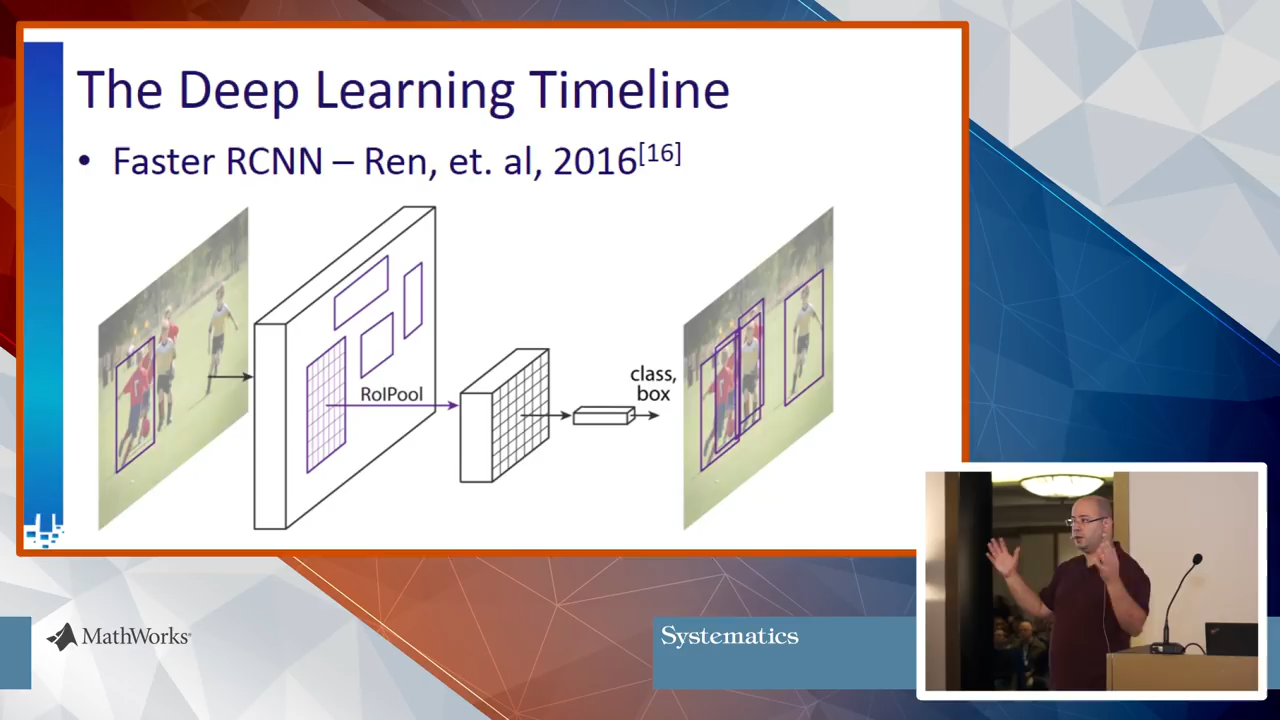 The Deep Learning Timeline
• Faster RCNN – Ren, et. al, 2016[16]
RoIPool
class,
box
MathWorks®
Systematics